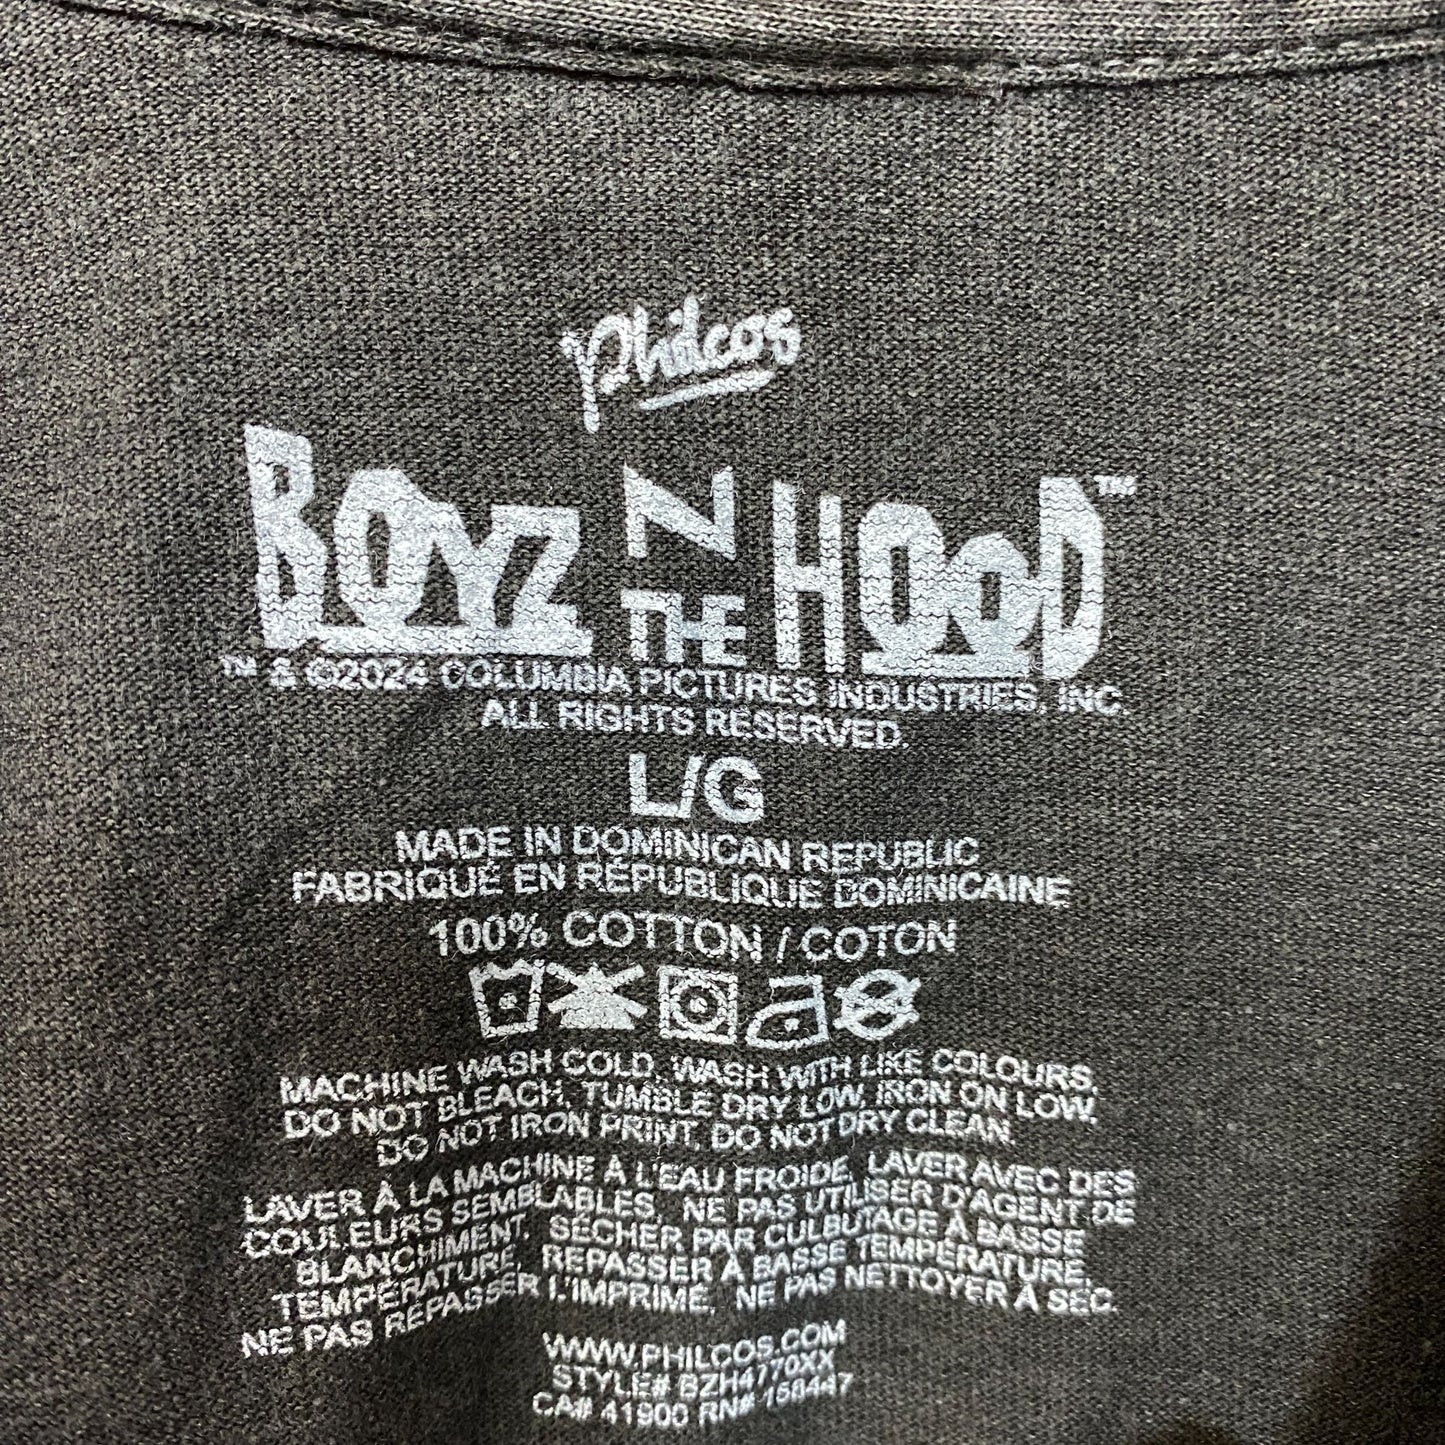 Philcos
BOYZ N THE HOOD™
™ & ©2024 COLUMBIA PICTURES INDUSTRIES, INC.
ALL RIGHTS RESERVED.
L/G
MADE IN DOMINICAN REPUBLIC
FABRIQUÉ EN RÉPUBLIQUE DOMINICAINE
100% COTTON / COTON
MACHINE WASH COLD, WASH WITH LIKE COLOURS,
DO NOT BLEACH, TUMBLE DRY LOW, IRON ON LOW,
DO NOT IRON PRINT, DO NOT DRY CLEAN
LAVER À LA MACHINE À L'EAU FROIDE, LAVER AVEC DES
COULEURS SEMBLABLES, NE PAS UTILISER D'AGENT DE
BLANCHIMENT, SÉCHER PAR CULBUTAGE À BASSE
TEMPÉRATURE, REPASSER À BASSE TEMPÉRATURE,
NE PAS REPASSER L'IMPRIMÉ, NE PAS NETTOYER À SEC.
WWW.PHILCOS.COM
STYLE# BZH4770XX
CA# 41900 RN# 158447